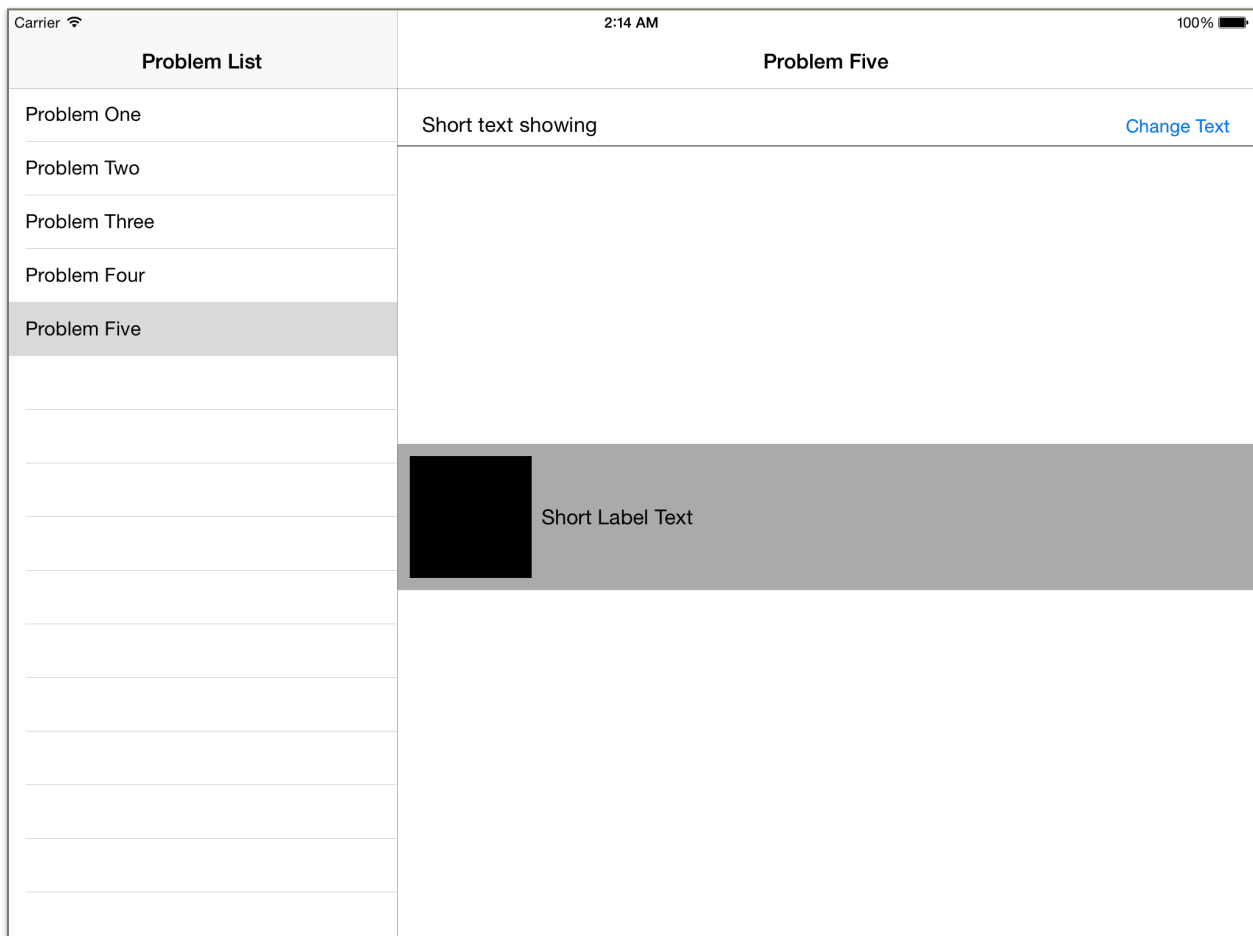 Carrier
2:14 AM
100%
Problem List
Problem Five
Problem One
Problem Two
Problem Three
Problem Four
Problem Five
Short text showing
Change Text
Short Label Text